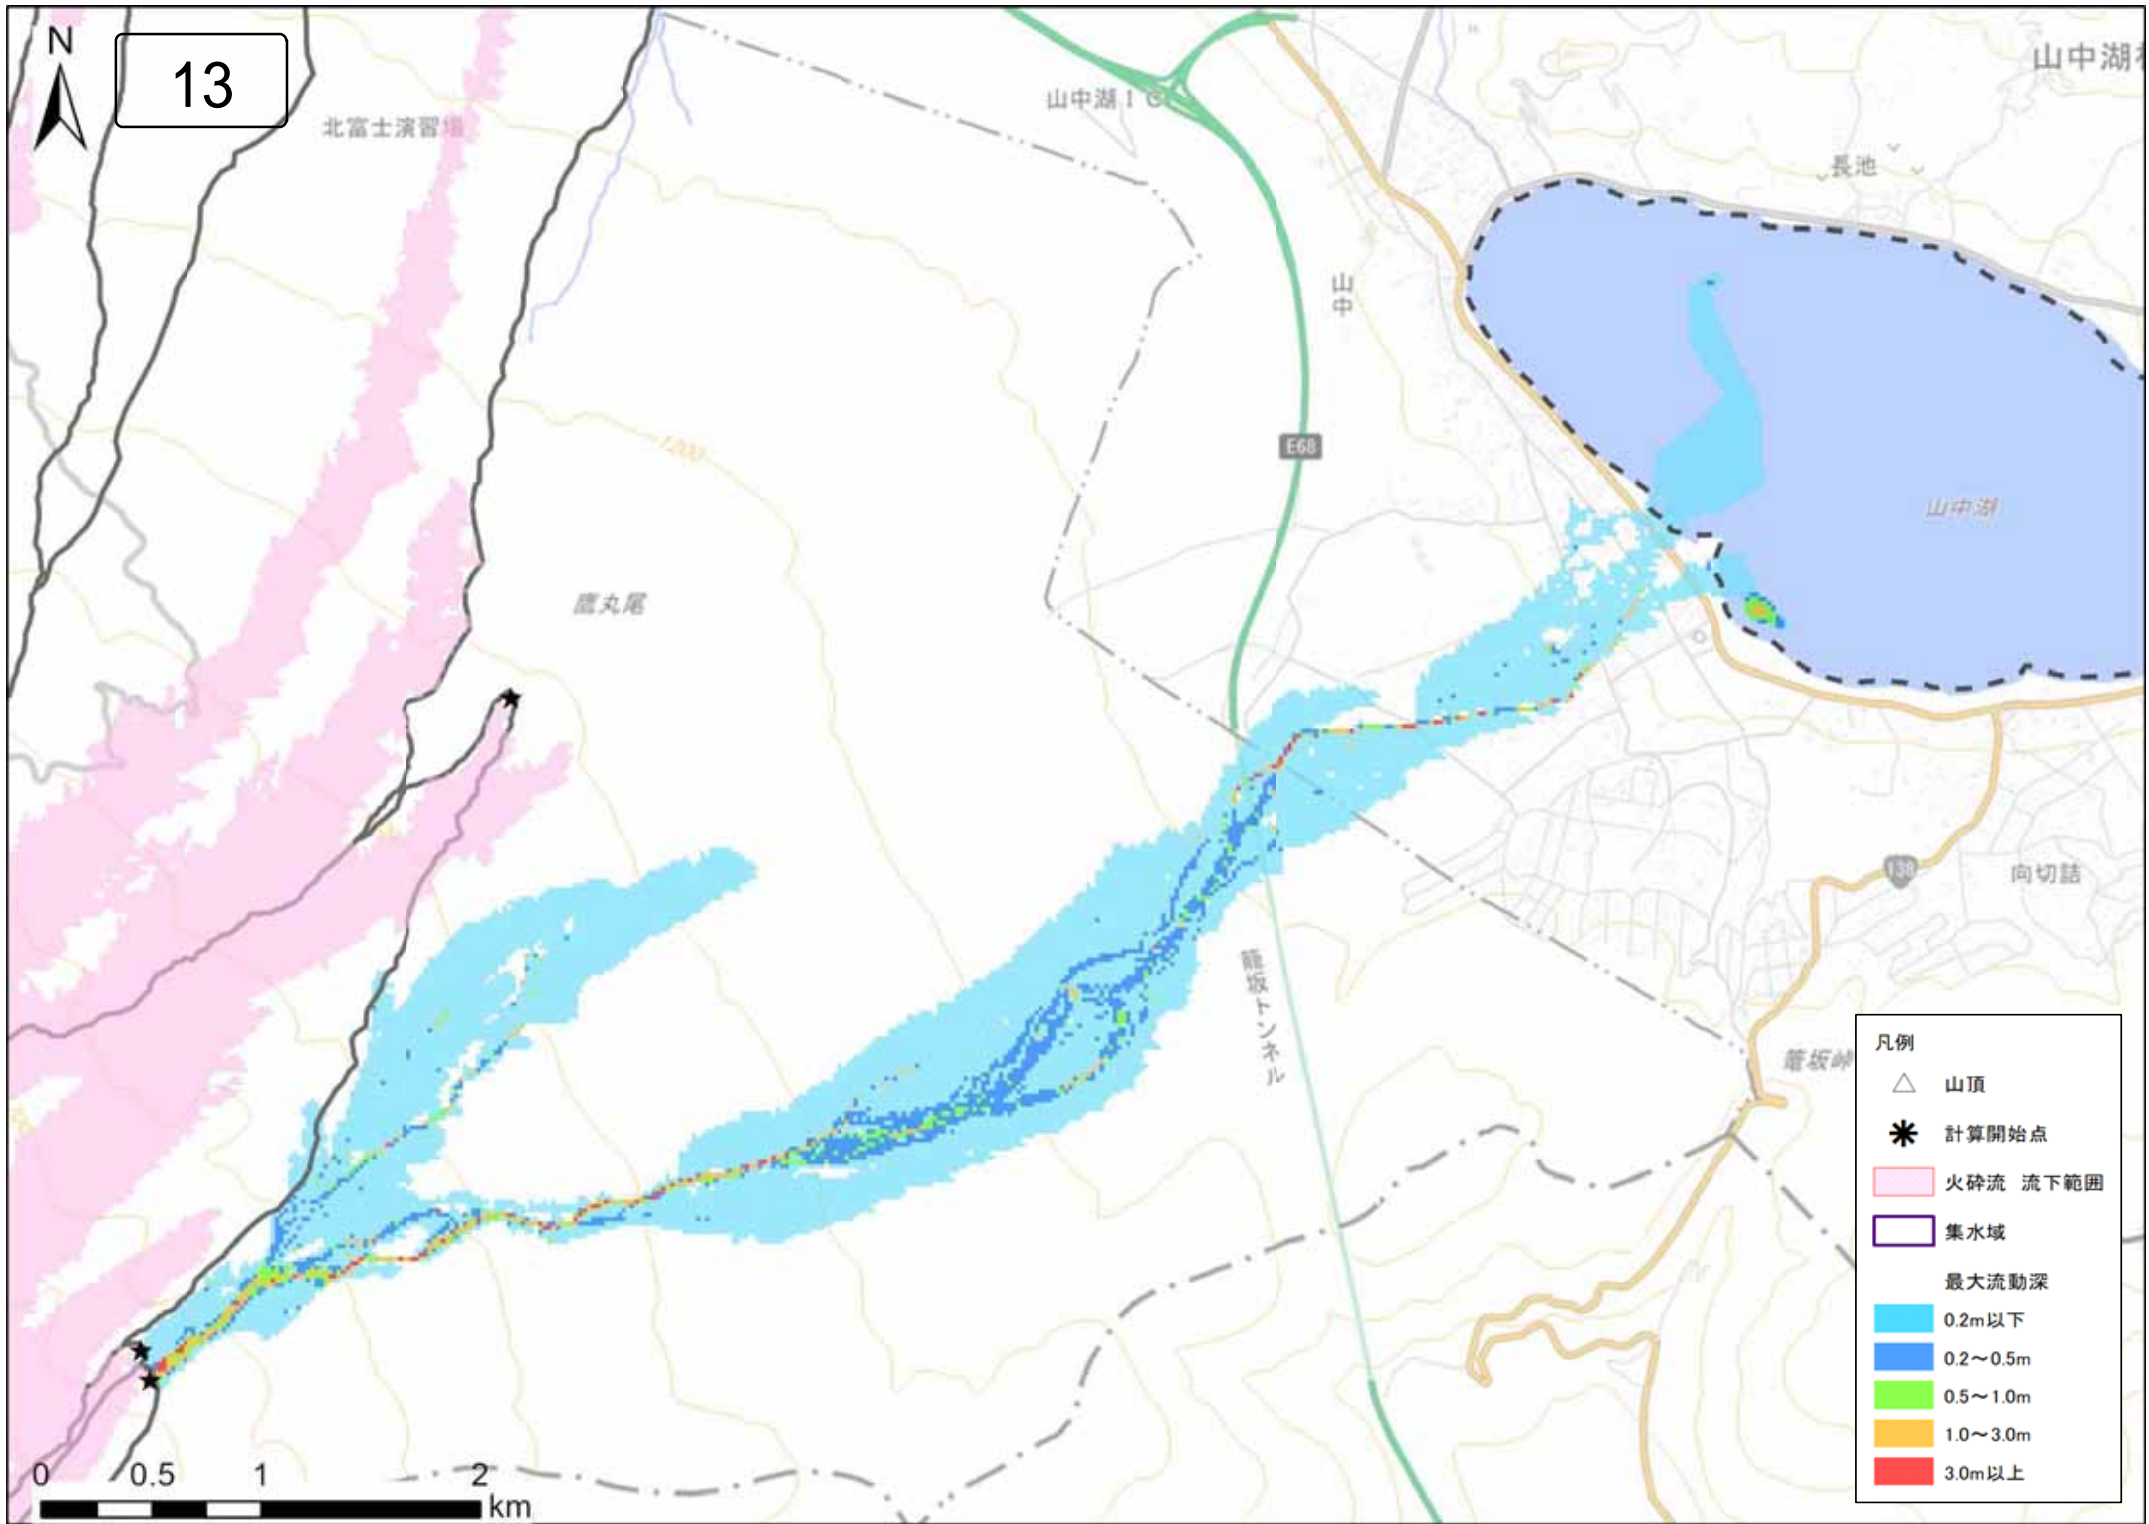 N
13
北富士演習場
山中湖IC
山中湖村
長池
山中
1200
E68
山中湖
鷹丸尾
138
向切詰
籠坂トンネル
籠坂峠
凡例
山頂
計算開始点
火砕流 流下範囲
集水域
最大流動深
0.2m以下
0.2～0.5m
0.5～1.0m
1.0～3.0m
3.0m以上
0 0.5 1 2
km